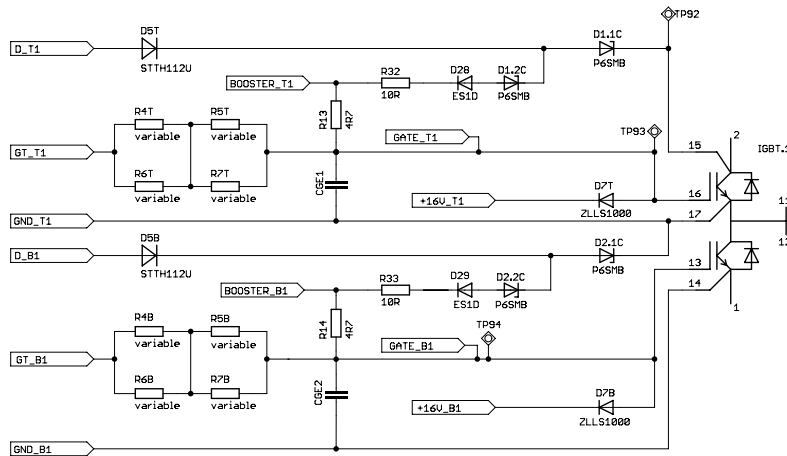 TP92
D_T1
D5T
STTH112U
D1.1C
P6SMB
BOOSTER_T1
R32
10R
D28
ES1D
D1.2C
P6SMB
R4T
variable
R5T
variable
R13
4R7
GATE_T1
TP93
GT_T1
R6T
variable
R7T
variable
CGE1
15
2
IGBT.1
+16V_T1
D7T
ZLLS1000
16
GND_T1
17
11
D_B1
D5B
STTH112U
D2.1C
P6SMB
12
BOOSTER_B1
R33
10R
D29
ES1D
D2.2C
P6SMB
13
14
1
R4B
variable
R5B
variable
R14
4R7
GATE_B1
TP94
GT_B1
R6B
variable
R7B
variable
CGE2
+16V_B1
D7B
ZLLS1000
GND_B1